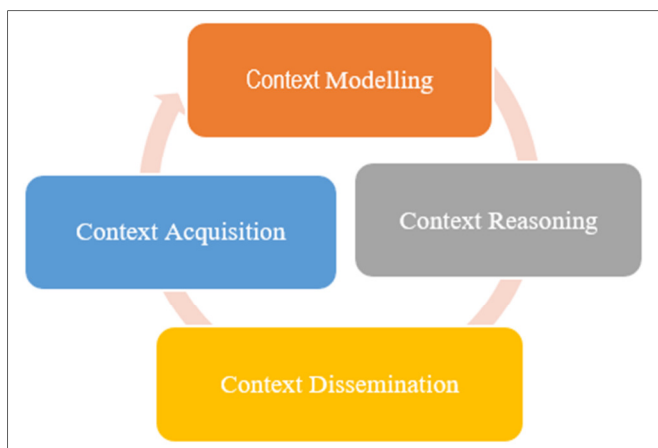 Context Modelling
Context Acquisition
Context Reasoning
Context Dissemination